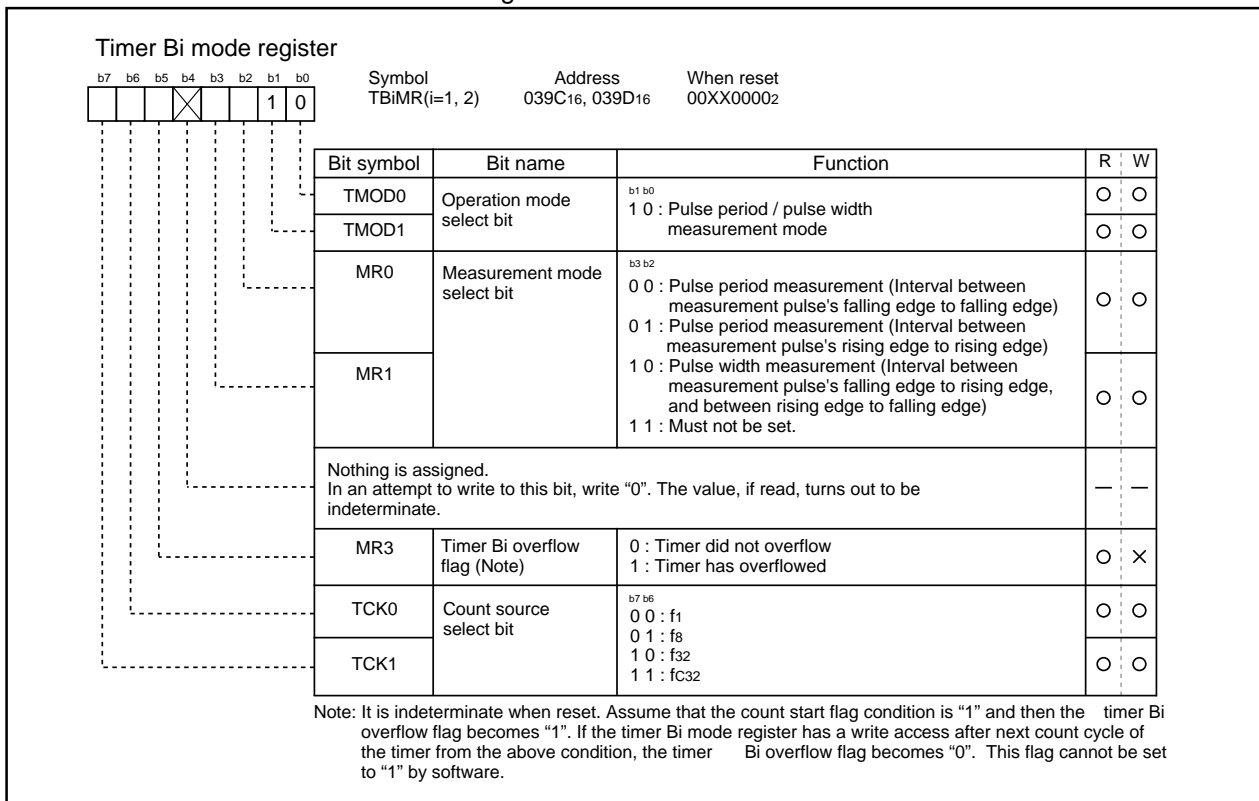 g
Timer Bi mode register
b7 b6 b5 b4 b3 b2 b1 b0
1 0
Symbol Address When reset
TBiMR(i=1, 2) 039C16, 039D16 00XX00002
Bit symbol Bit name Function R W
TMOD0 Operation mode select bit b1 b0
1 0 : Pulse period / pulse width
measurement mode
TMOD1
MR0 Measurement mode
select bit
b3 b2
0 0 : Pulse period measurement (Interval between
measurement pulse's falling edge to falling edge)
0 1 : Pulse period measurement (Interval between
measurement pulse's rising edge to rising edge)
MR1
1 0 : Pulse width measurement (Interval between
measurement pulse's falling edge to rising edge,
and between rising edge to falling edge)
1 1 : Must not be set.
Nothing is assigned.
In an attempt to write to this bit, write “0”. The value, if read, turns out to be
indeterminate.
MR3 Timer Bi overflow
flag (Note)
0 : Timer did not overflow
1 : Timer has overflowed
TCK0 Count source
select bit
b7 b6
0 0 : f1
0 1 : f8
TCK1
1 0 : f32
1 1 : fC32
Note: It is indeterminate when reset. Assume that the count start flag condition is “1” and then the timer Bi
overflow flag becomes “1”. If the timer Bi mode register has a write access after next count cycle of
the timer from the above condition, the timer Bi overflow flag becomes “0”. This flag cannot be set
to “1” by software.